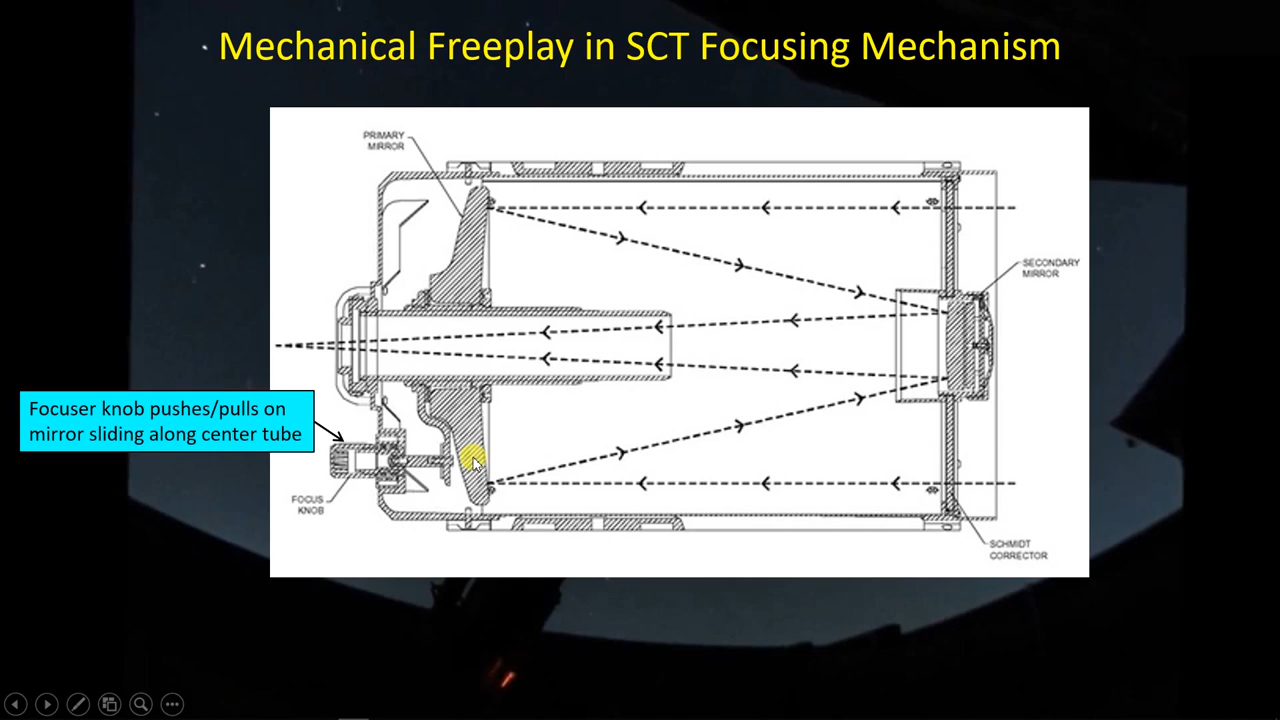 Mechanical Freeplay in SCT Focusing Mechanism
PRIMARY
MIRROR
SECONDARY
MIRROR
Focuser knob pushes/pulls on
mirror sliding along center tube
FOCUS
KNOB
SCHMIDT
CORRECTOR